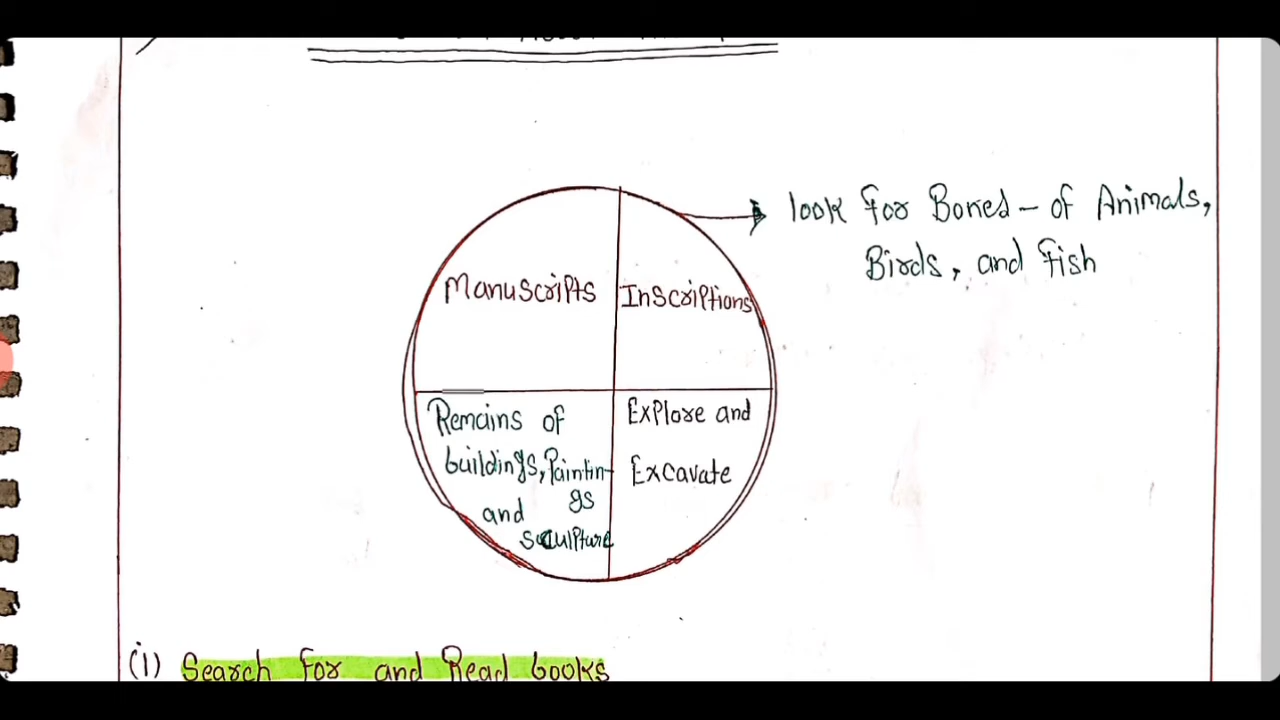 look for Bones - of Animals,
Birds, and fish
Manuscripts
Inscriptions
Remains of
buildings, Paintin-
gs
and
sculpture
Explore and
Excavate
(i) Search for and Read books